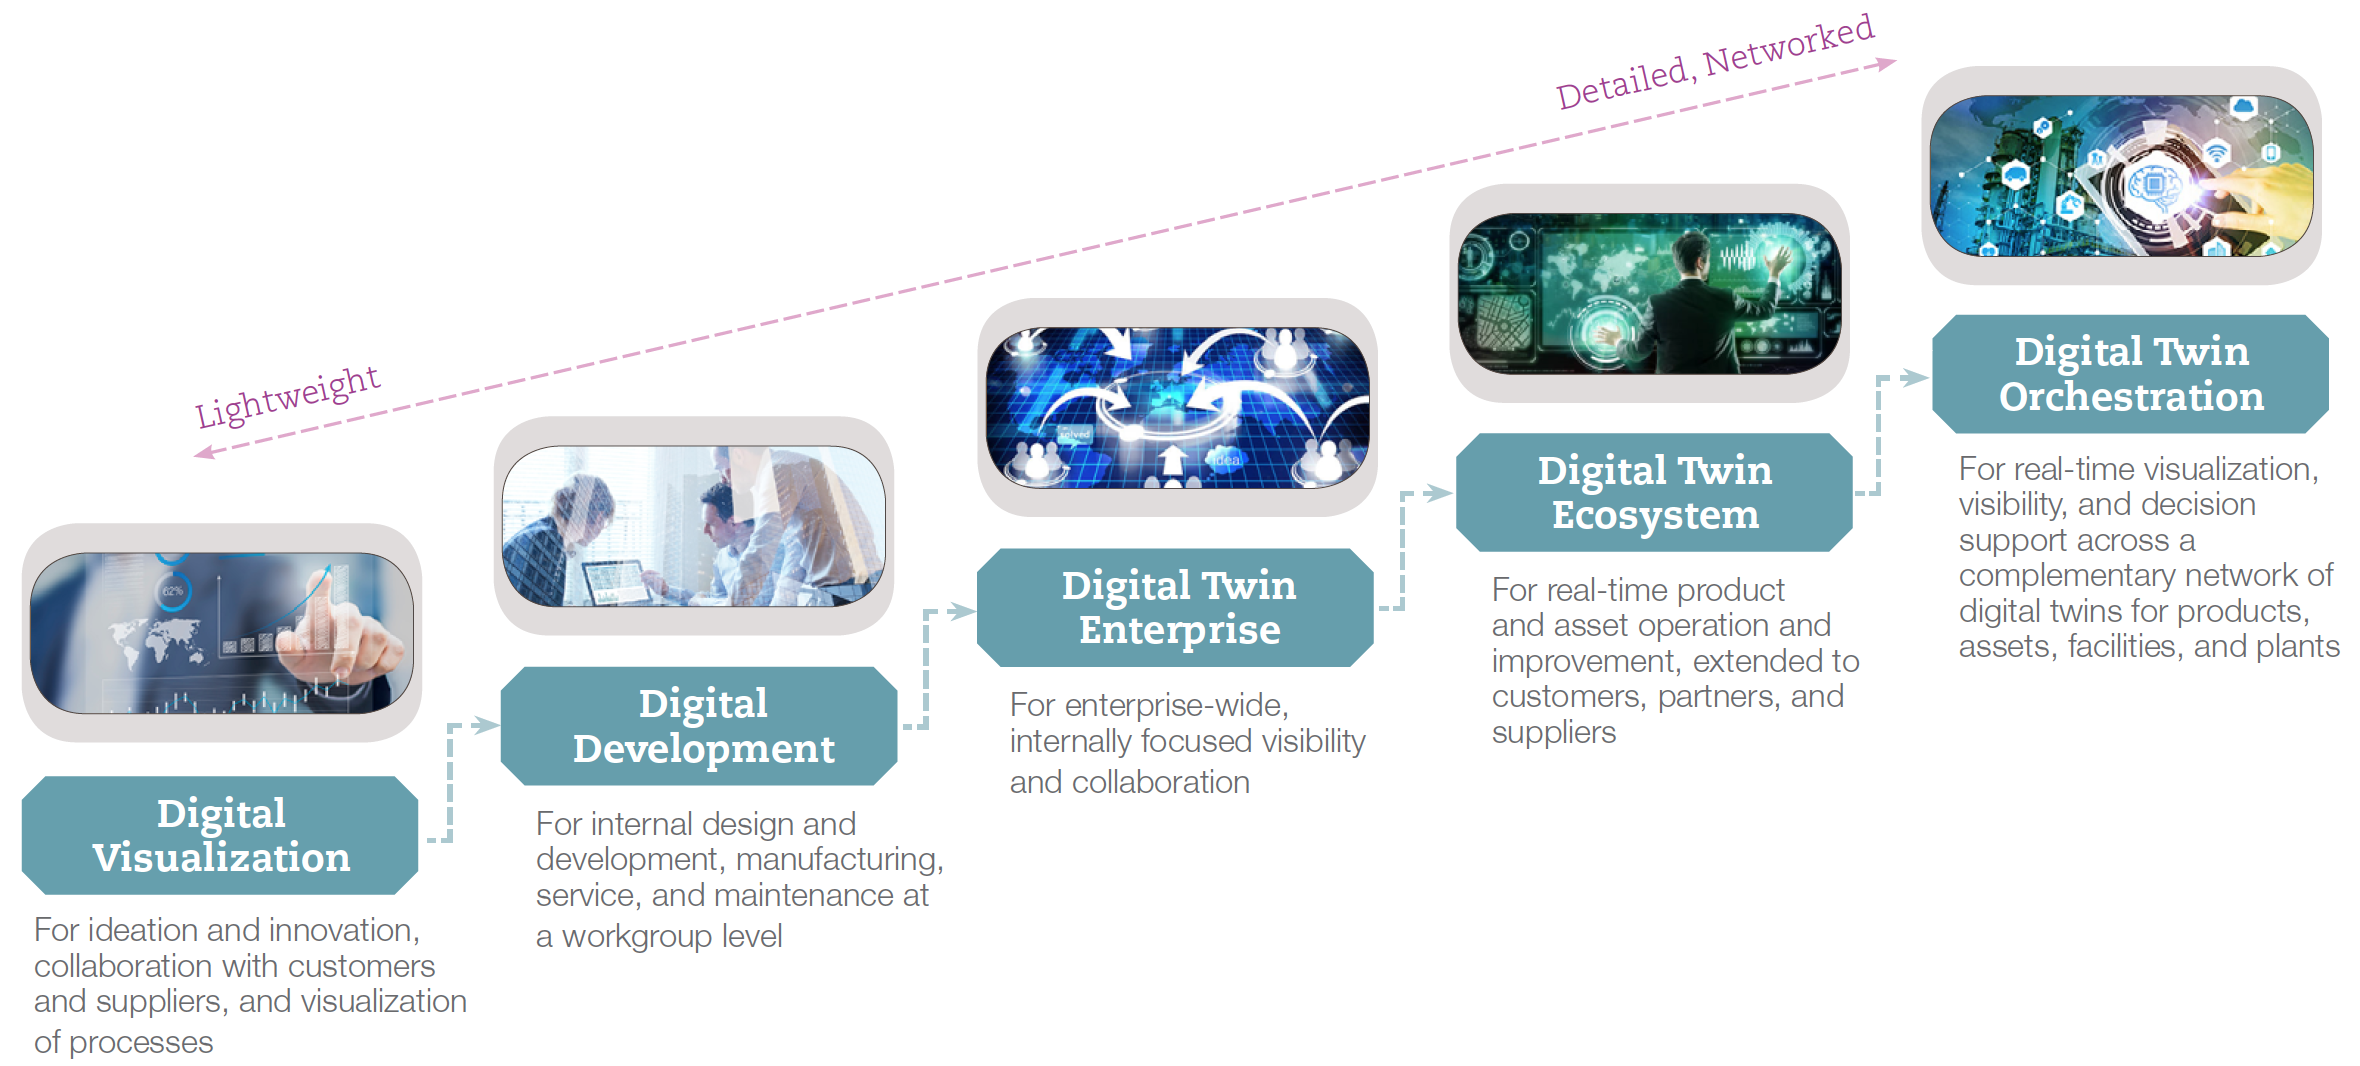 Detailed, Networked
Lightweight
62%
solved
idea
Digital
Visualization
For ideation and innovation,
collaboration with customers
and suppliers, and visualization
of processes
Digital
Development
For internal design and
development, manufacturing,
service, and maintenance at
a workgroup level
Digital Twin
Enterprise
For enterprise-wide,
internally focused visibility
and collaboration
Digital Twin
Ecosystem
For real-time product
and asset operation and
improvement, extended to
customers, partners, and
suppliers
Digital Twin
Orchestration
For real-time visualization,
visibility, and decision
support across a
complementary network of
digital twins for products,
assets, facilities, and plants